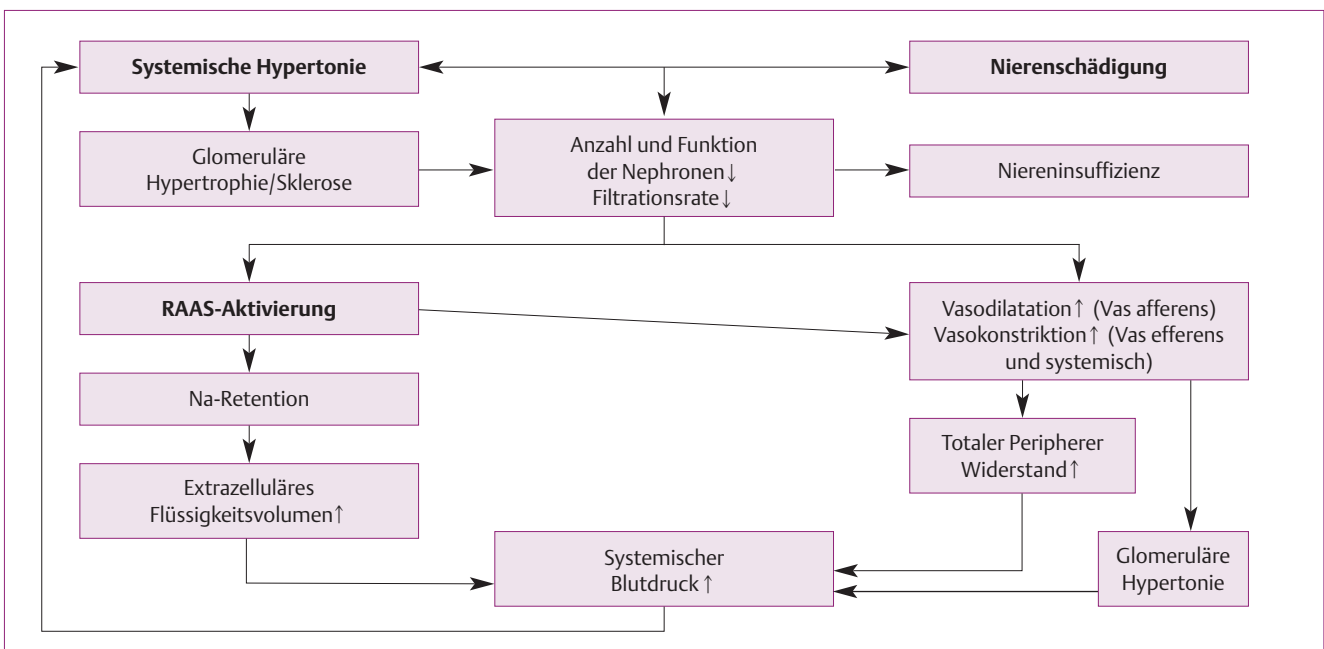 Systemische Hypertonie
Nierenschädigung
Glomeruläre
Hypertrophie/Sklerose
Anzahl und Funktion
der Nephronen↓
Filtrationsrate↓
Niereninsuffizienz
RAAS-Aktivierung
Vasodilatation↑ (Vas afferens)
Vasokonstriktion↑ (Vas efferens
und systemisch)
Na-Retention
Totaler Peripherer
Widerstand↑
Extrazelluläres
Flüssigkeitsvolumen↑
Systemischer
Blutdruck↑
Glomeruläre
Hypertonie